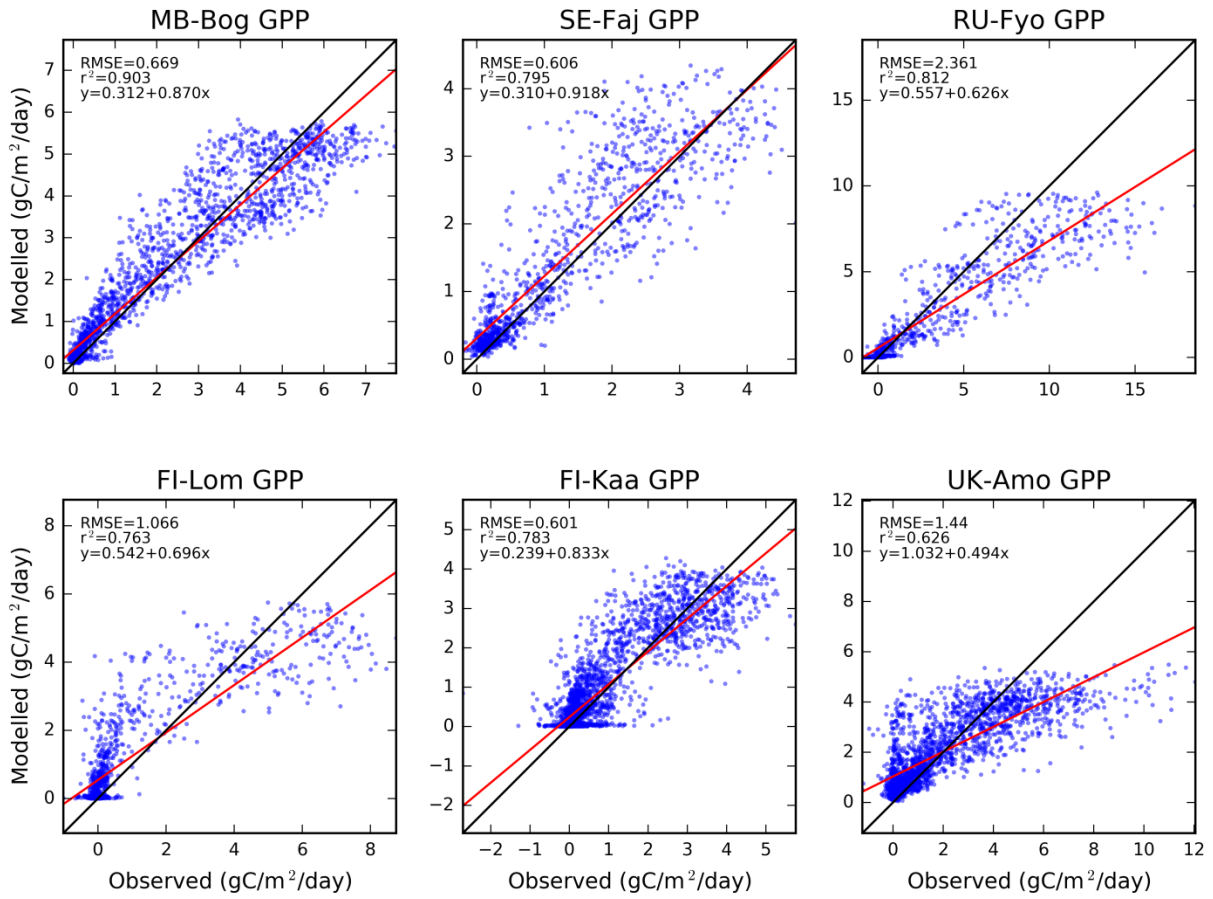 MB-Bog GPP
RMSE=0.669
r²=0.903
y=0.312+0.870x
Modelled (gC/m²/day)
7
6
5
4
3
2
1
0
0 1 2 3 4 5 6 7
SE-Faj GPP
RMSE=0.606
r²=0.795
y=0.310+0.918x
4
3
2
1
0
0 1 2 3 4
RU-Fyo GPP
RMSE=2.361
r²=0.812
y=0.557+0.626x
15
10
5
0
0 5 10 15
FI-Lom GPP
RMSE=1.066
r²=0.763
y=0.542+0.696x
Modelled (gC/m²/day)
8
6
4
2
0
0 2 4 6 8
Observed (gC/m²/day)
FI-Kaa GPP
RMSE=0.601
r²=0.783
y=0.239+0.833x
5
4
3
2
1
0
−1
−2
−2 −1 0 1 2 3 4 5
Observed (gC/m²/day)
UK-Amo GPP
RMSE=1.44
r²=0.626
y=1.032+0.494x
12
10
8
6
4
2
0
0 2 4 6 8 10 12
Observed (gC/m²/day)